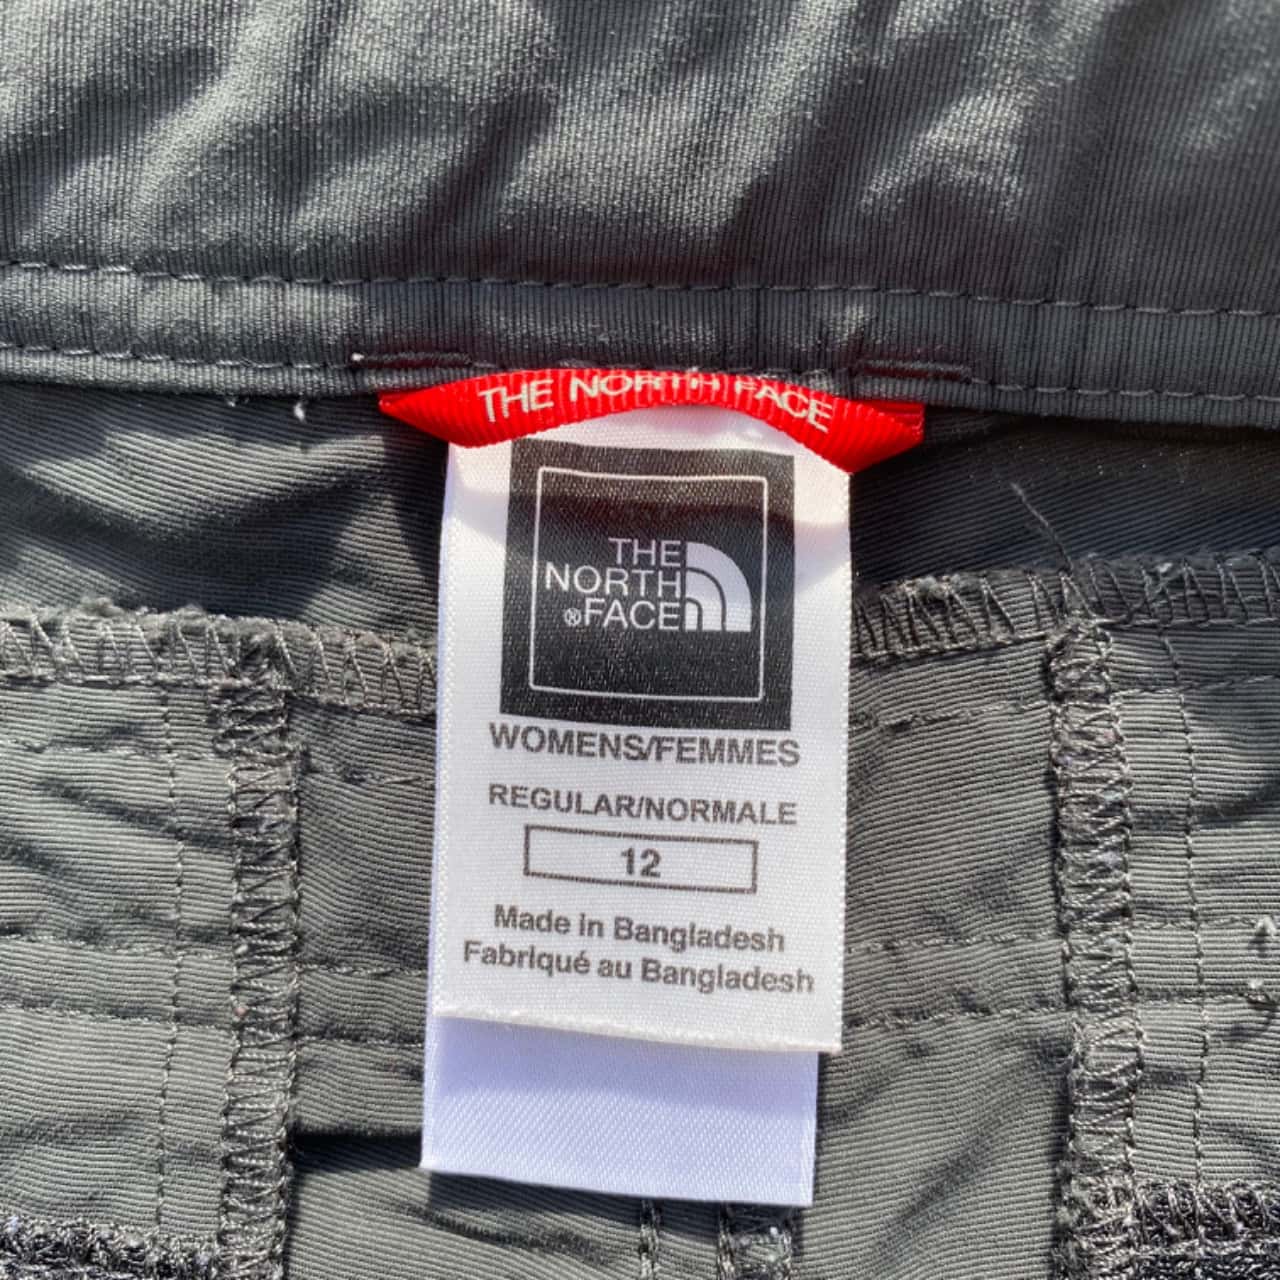 THE NORTH FACE
THE
NORTH
®FACE
WOMENS/FEMMES
REGULAR/NORMALE
12
Made in Bangladesh
Fabriqué au Bangladesh